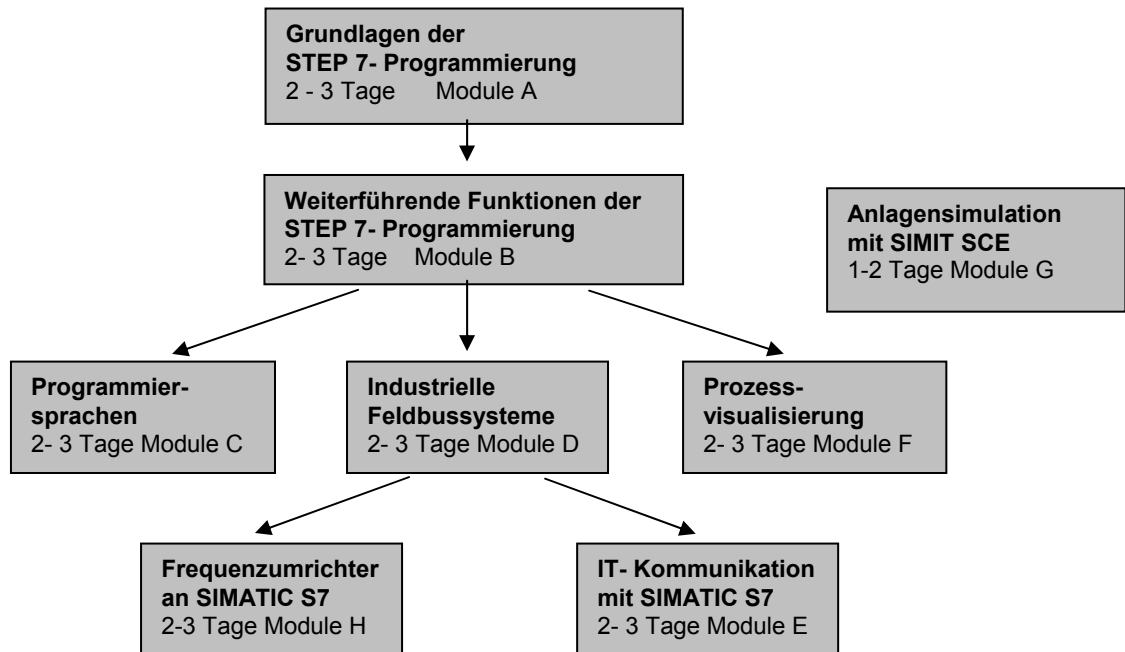 Grundlagen der
STEP 7- Programmierung
2 - 3 Tage Module A
Weiterführende Funktionen der
STEP 7- Programmierung
2- 3 Tage Module B
Anlagensimulation
mit SIMIT SCE
1-2 Tage Module G
Programmier-
sprachen
2- 3 Tage Module C
Industrielle
Feldbussysteme
2- 3 Tage Module D
Prozess-
visualisierung
2- 3 Tage Module F
Frequenzumrichter
an SIMATIC S7
2-3 Tage Module H
IT- Kommunikation
mit SIMATIC S7
2- 3 Tage Module E